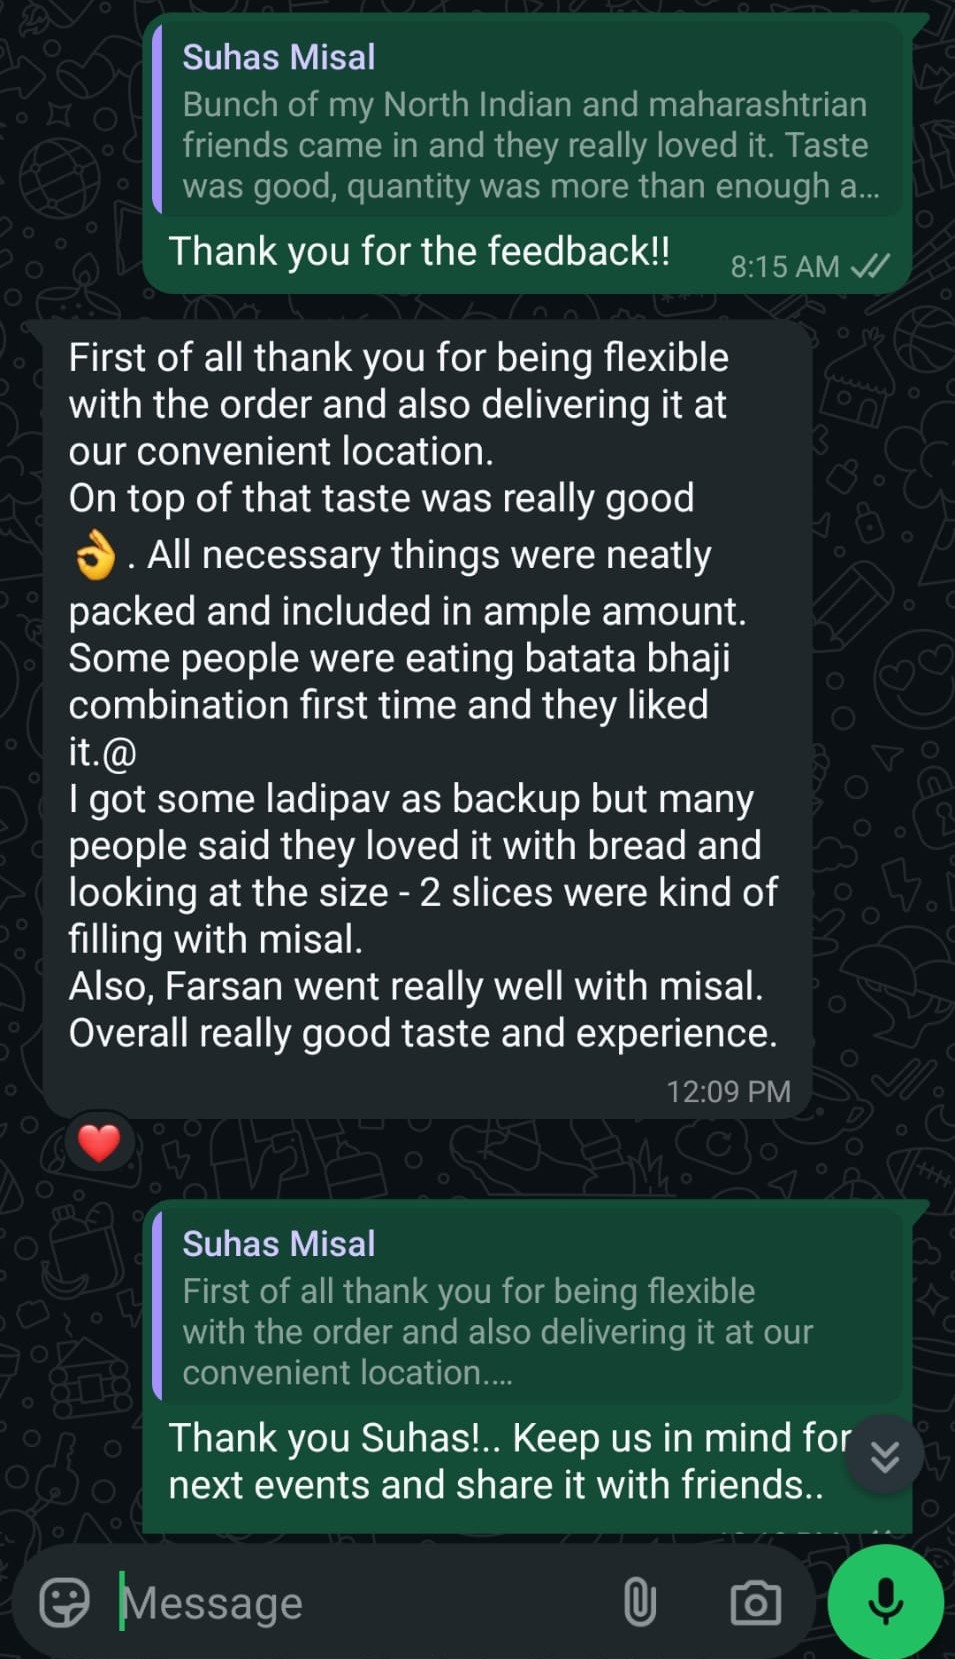 Suhas Misal
Bunch of my North Indian and maharashtrian
friends came in and they really loved it. Taste
was good, quantity was more than enough a...
Thank you for the feedback!!
8:15 AM
First of all thank you for being flexible
with the order and also delivering it at
our convenient location.
On top of that taste was really good
👌. All necessary things were neatly
packed and included in ample amount.
Some people were eating batata bhaji
combination first time and they liked
it.@
I got some ladipav as backup but many
people said they loved it with bread and
looking at the size - 2 slices were kind of
filling with misal.
Also, Farsan went really well with misal.
Overall really good taste and experience.
12:09 PM
❤️
Suhas Misal
First of all thank you for being flexible
with the order and also delivering it at our
convenient location....
Thank you Suhas!.. Keep us in mind for
next events and share it with friends..
Message